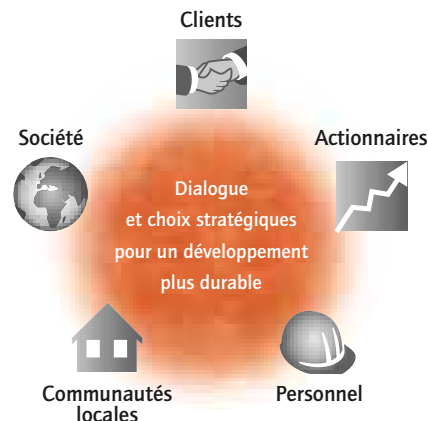 Clients
Société
Actionnaires
Dialogue
et choix stratégiques
pour un développement
plus durable
Communautés
locales
Personnel